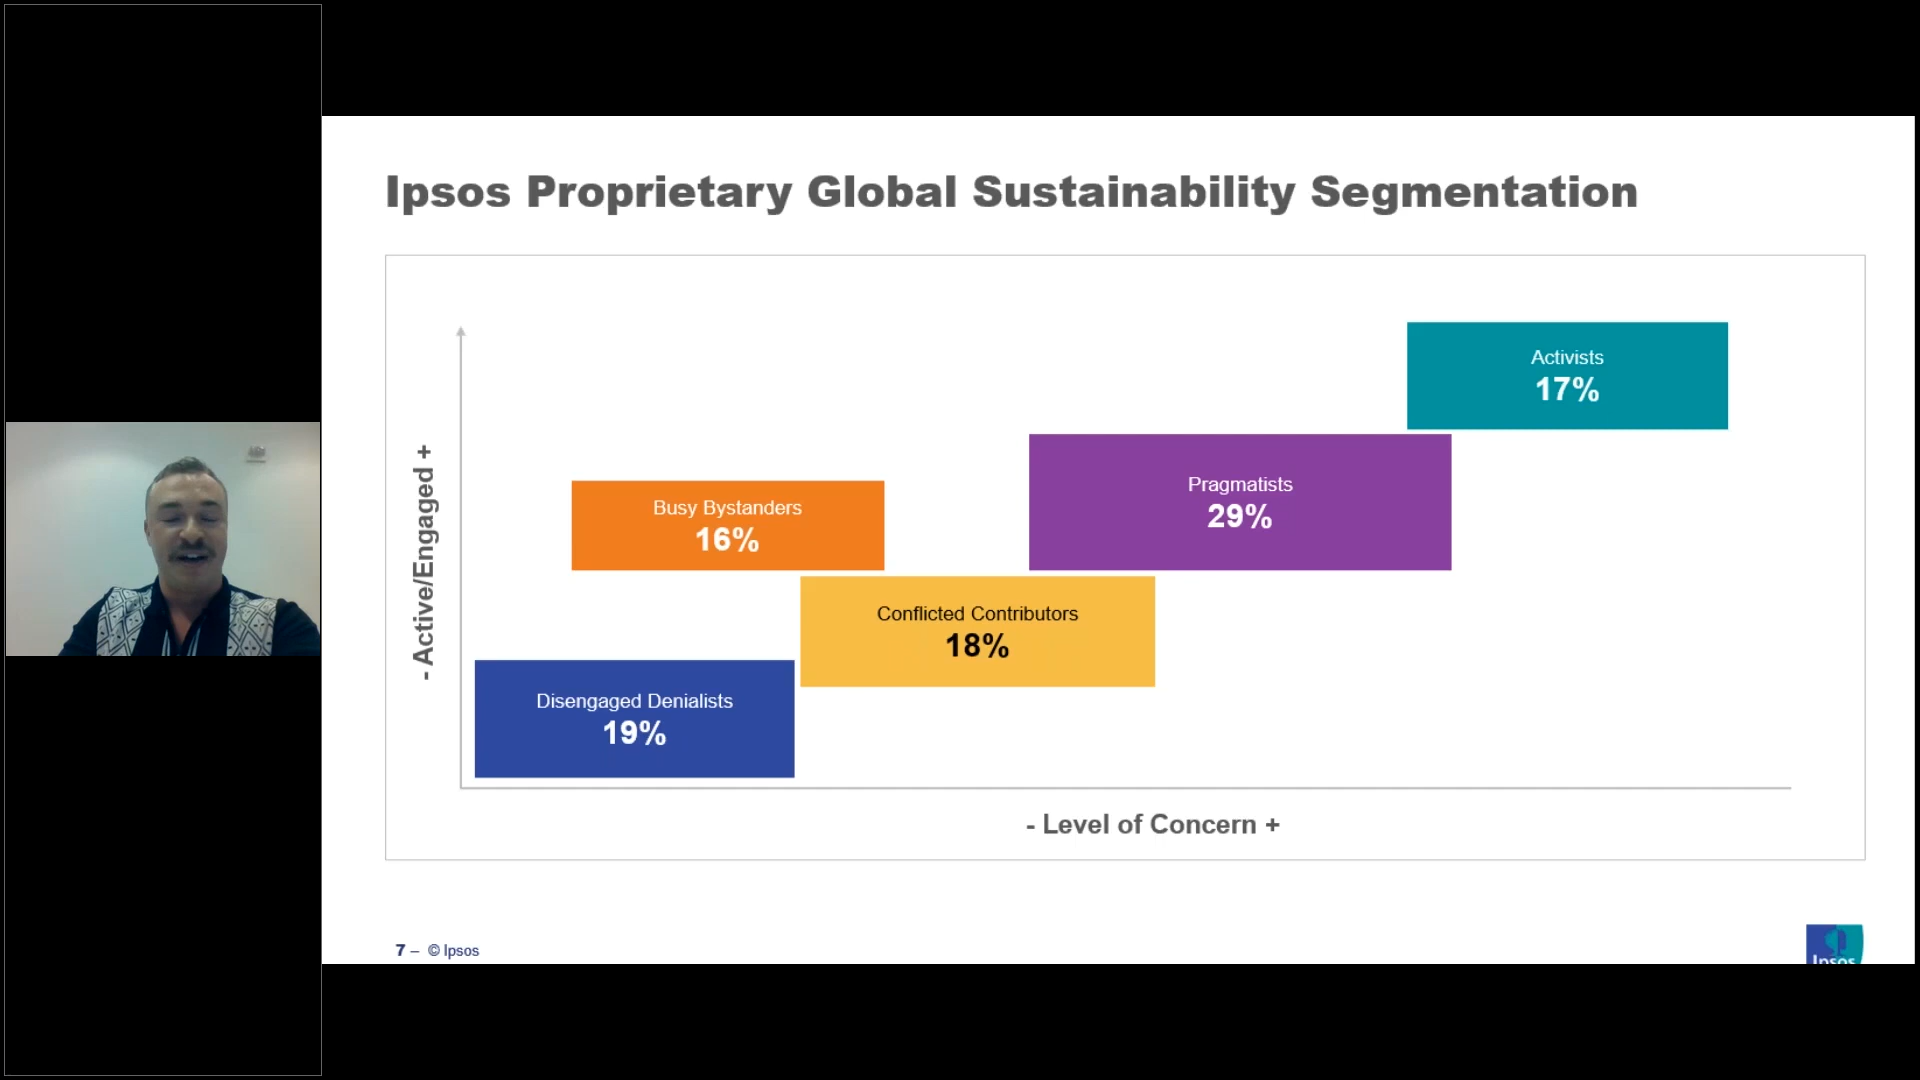 Ipsos Proprietary Global Sustainability Segmentation
Activists
17%
Pragmatists
29%
Busy Bystanders
16%
Conflicted Contributors
18%
Disengaged Denialists
19%
- Active/Engaged +
- Level of Concern +
7 – © Ipsos
Ipsos